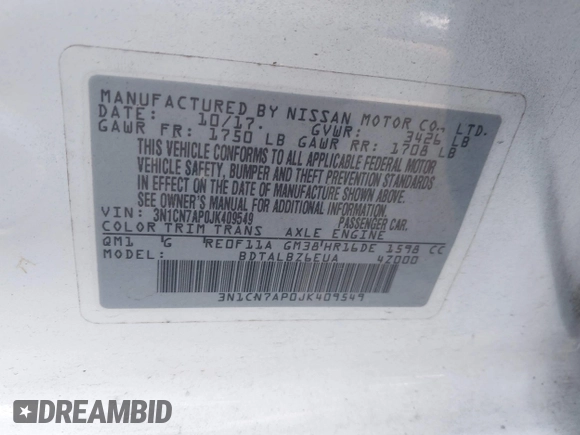 MANUFACTURED BY NISSAN MOTOR CO., LTD.
DATE: 10/17. GVWR: 3426 LB
GAWR FR: 1750 LB GAWR RR: 1708 LB
THIS VEHICLE CONFORMS TO ALL APPLICABLE FEDERAL MOTOR
VEHICLE SAFETY, BUMPER AND THEFT PREVENTION STANDARDS
IN EFFECT ON THE DATE OF MANUFACTURE SHOWN ABOVE.
SEE OWNER'S MANUAL FOR ADDITIONAL INFORMATION.
VIN: 3N1CN7AP0JK409549 PASSENGER CAR.
COLOR TRIM TRANS AXLE ENGINE
QM1 G RE0F11A GM38 HR16DE 1598 CC
MODEL: BDTALBZ6EUA 4Z000
3N1CN7AP0JK409549
DREAMBID